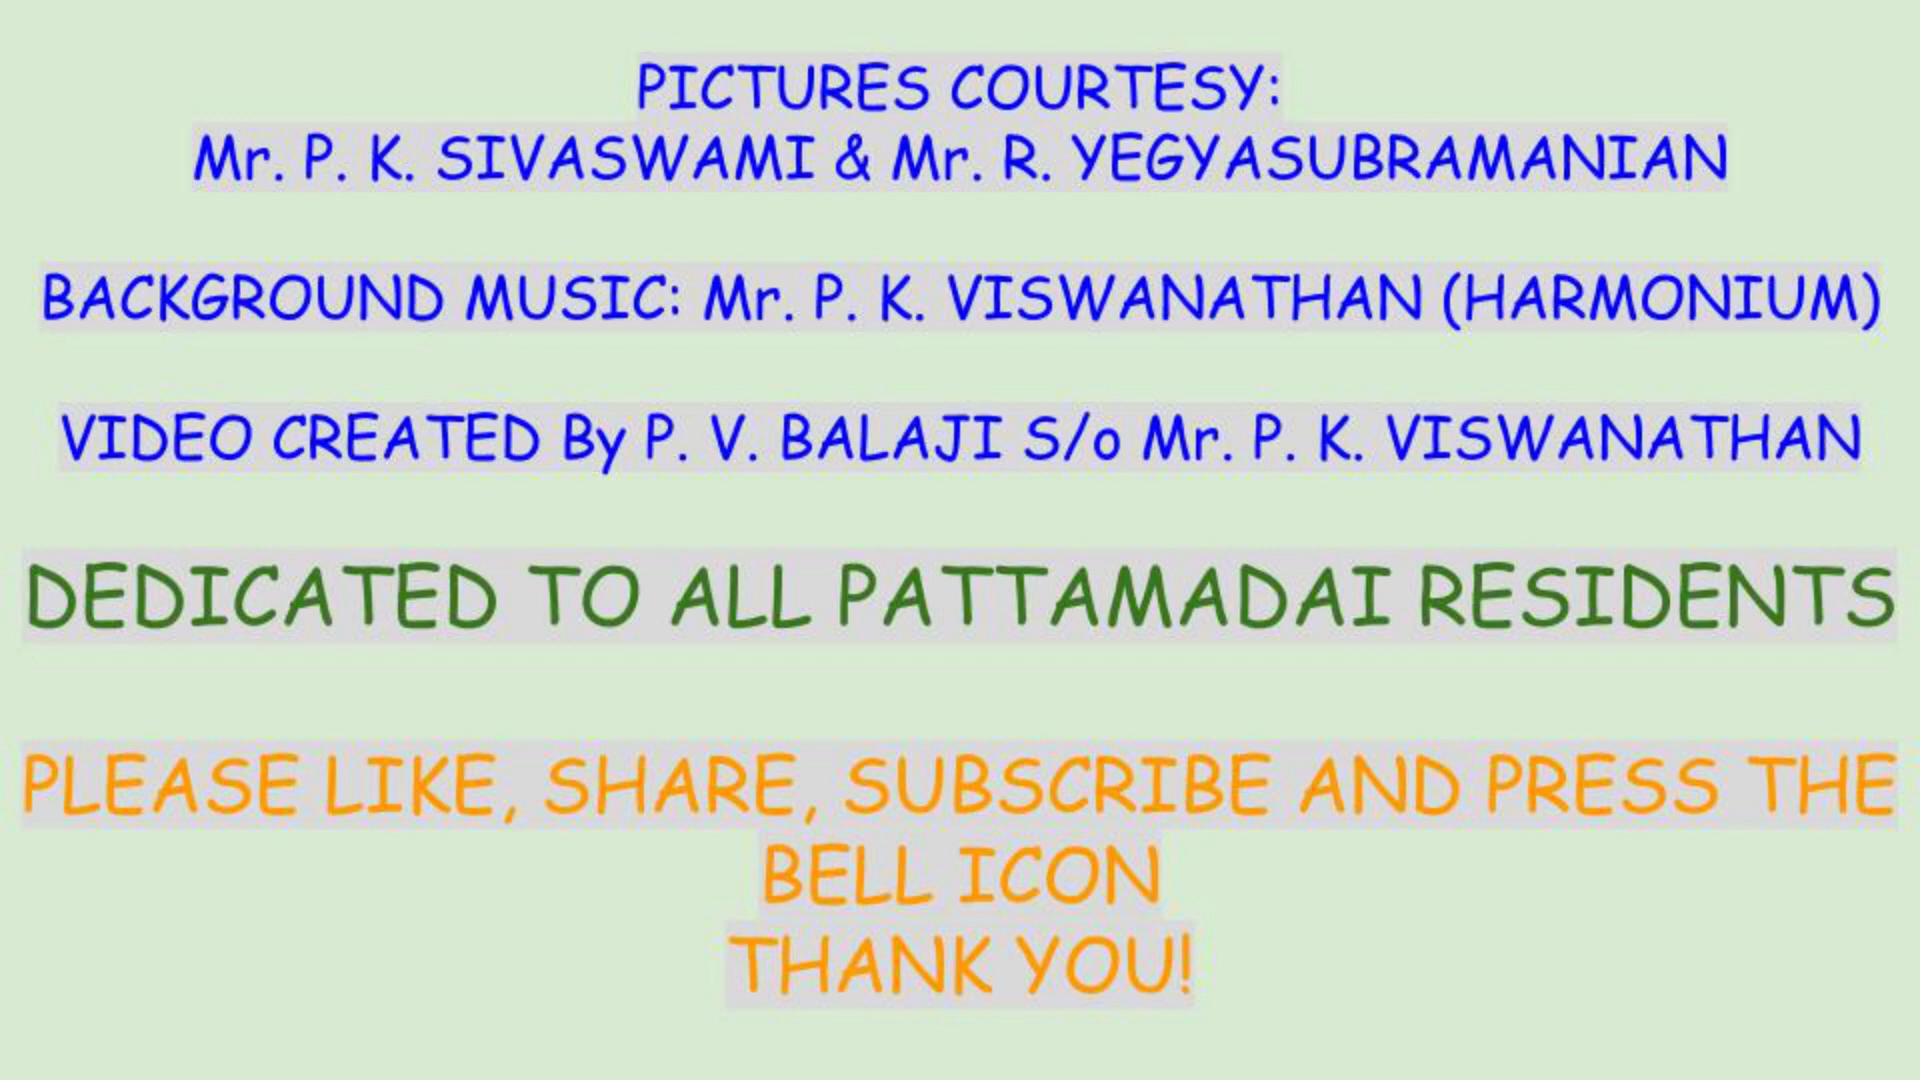 PICTURES COURTESY:
Mr. P. K. SIVASWAMI & Mr. R. YEGYASUBRAMANIAN
BACKGROUND MUSIC: Mr. P. K. VISWANATHAN (HARMONIUM)
VIDEO CREATED By P. V. BALAJI S/o Mr. P. K. VISWANATHAN
DEDICATED TO ALL PATTAMADAI RESIDENTS
PLEASE LIKE, SHARE, SUBSCRIBE AND PRESS THE
BELL ICON
THANK YOU!